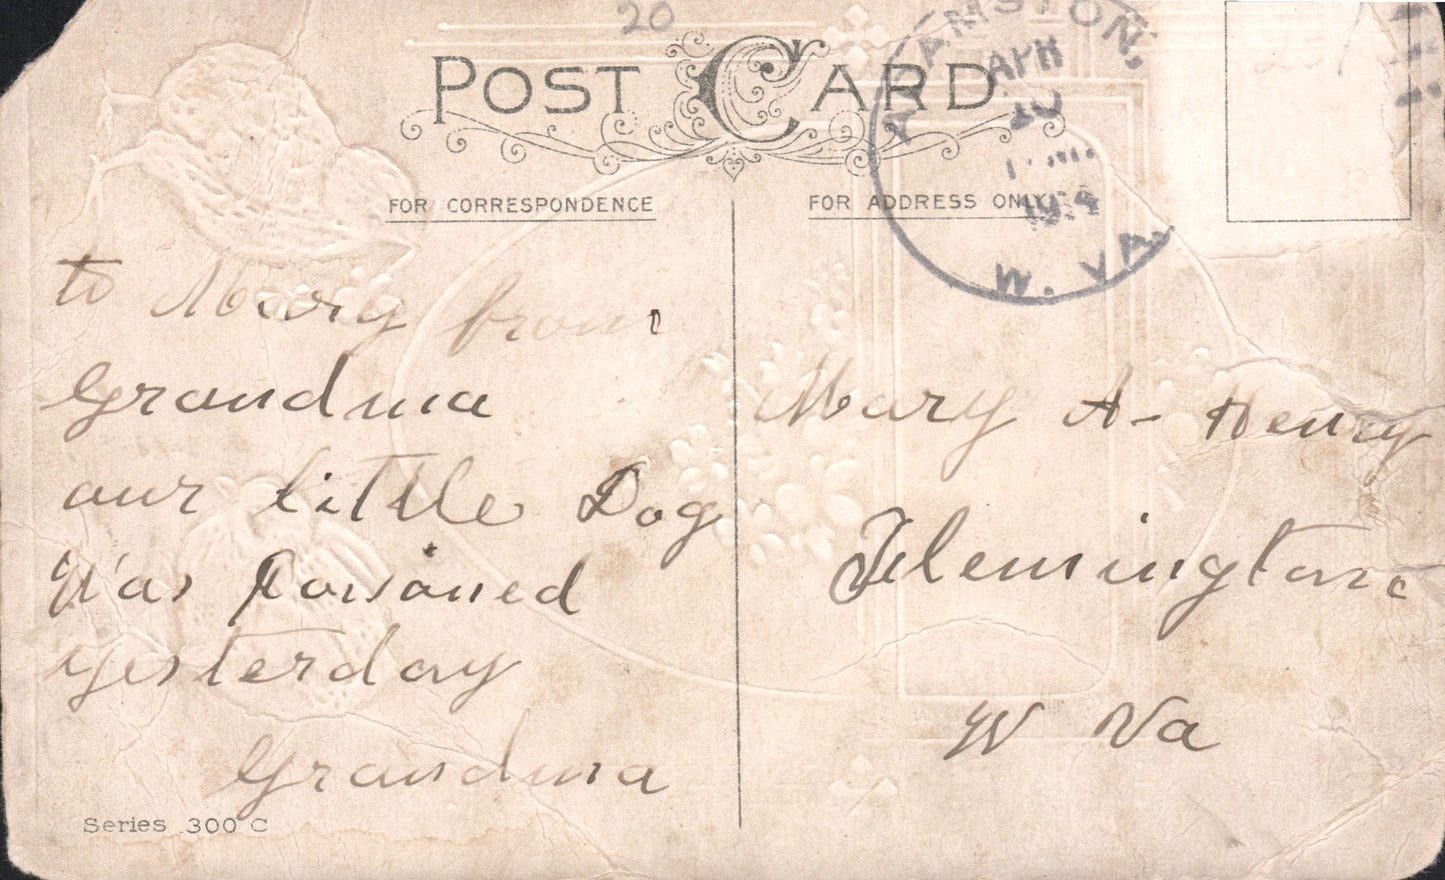 20
POST CARD
FOR CORRESPONDENCE
FOR ADDRESS ONLY
APR
W. VA.
to Mary from
Grandma
our little Dog
Was Poisoned
yesterday
Grandma
Mary A- Henry
Flemington
W Va
Series 300 C